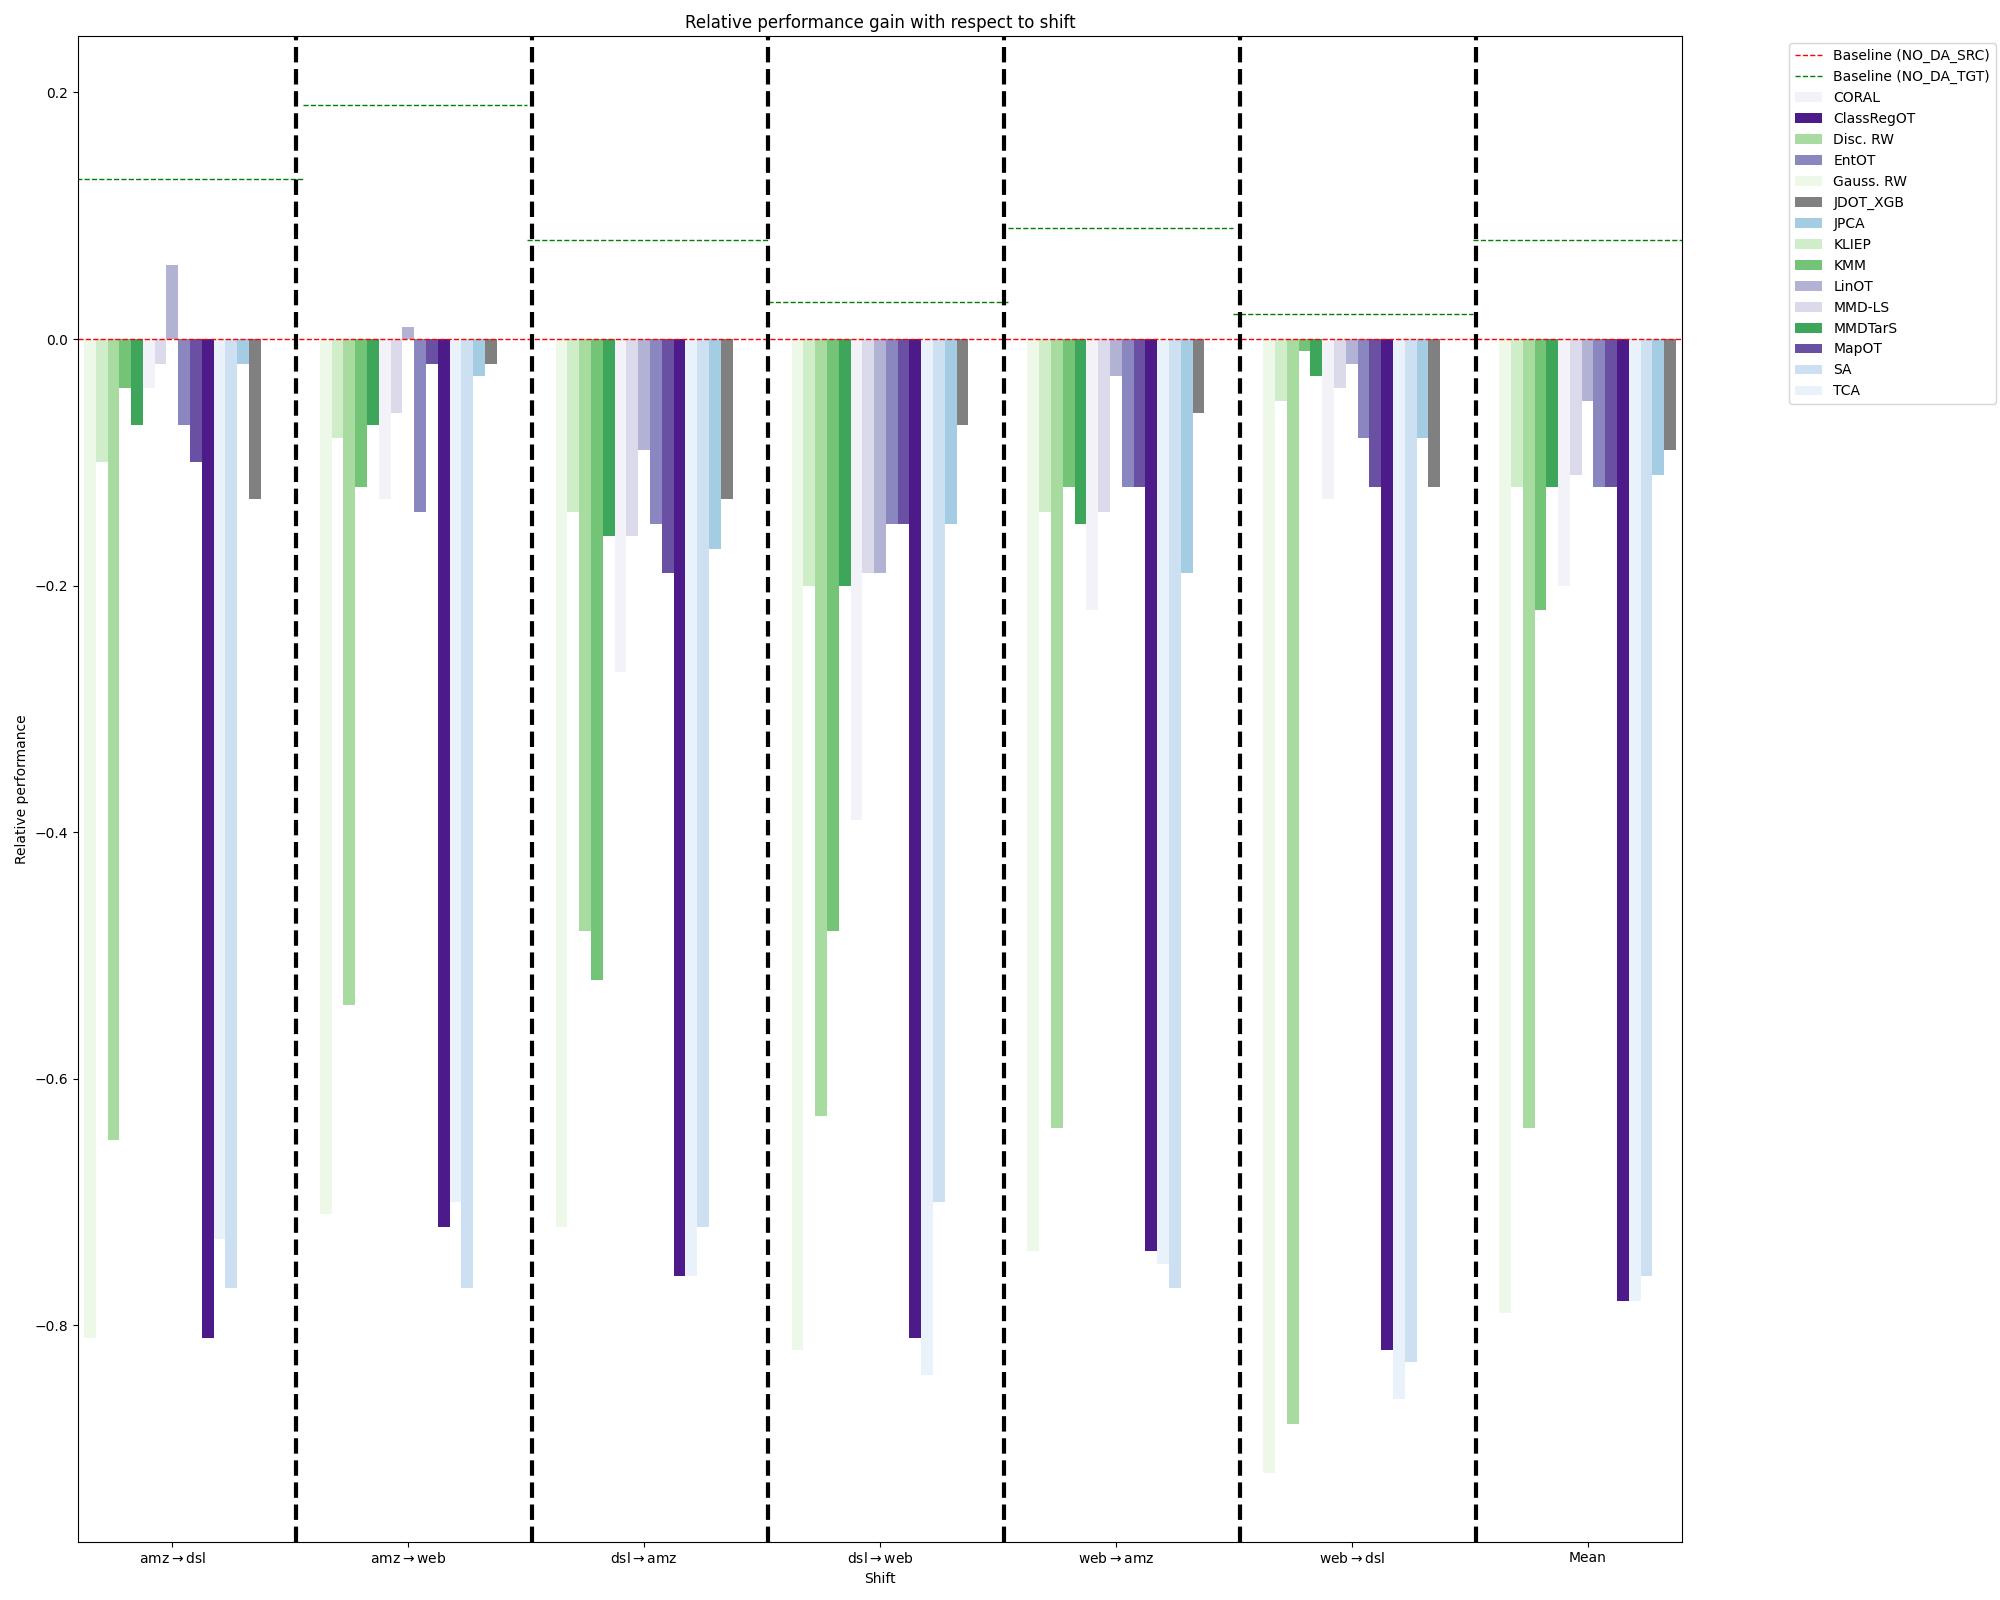 Relative performance gain with respect to shift
0.2
0.0
−0.2
−0.4
−0.6
−0.8
Relative performance
amz→dsl
amz→web
dsl→amz
dsl→web
web→amz
web→dsl
Mean
Shift
Baseline (NO_DA_SRC)
Baseline (NO_DA_TGT)
CORAL
ClassRegOT
Disc. RW
EntOT
Gauss. RW
JDOT_XGB
JPCA
KLIEP
KMM
LinOT
MMD-LS
MMDTarS
MapOT
SA
TCA